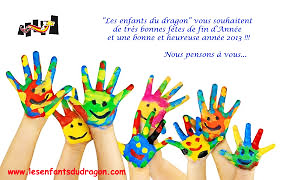 "Les enfants du dragon" vous souhaitent
de très bonnes fêtes de fin d'Année
et une bonne et heureuse année 2013 !!!
Nous pensons à vous...
www.lesenfantsdudragon.com